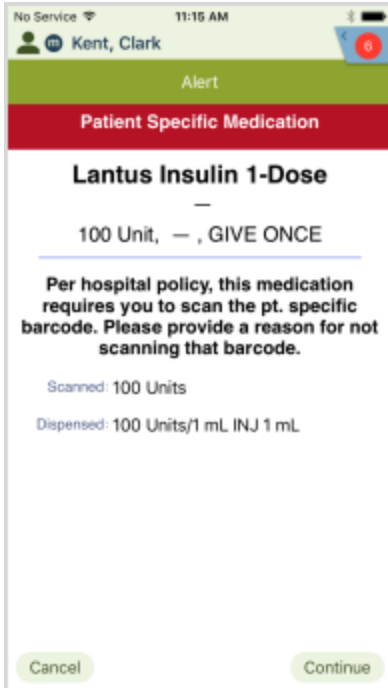 No Service 11:15 AM
m Kent, Clark
6
Alert
Patient Specific Medication
Lantus Insulin 1-Dose
—
100 Unit, — , GIVE ONCE
Per hospital policy, this medication
requires you to scan the pt. specific
barcode. Please provide a reason for not
scanning that barcode.
Scanned: 100 Units
Dispensed: 100 Units/1 mL INJ 1 mL
Cancel Continue